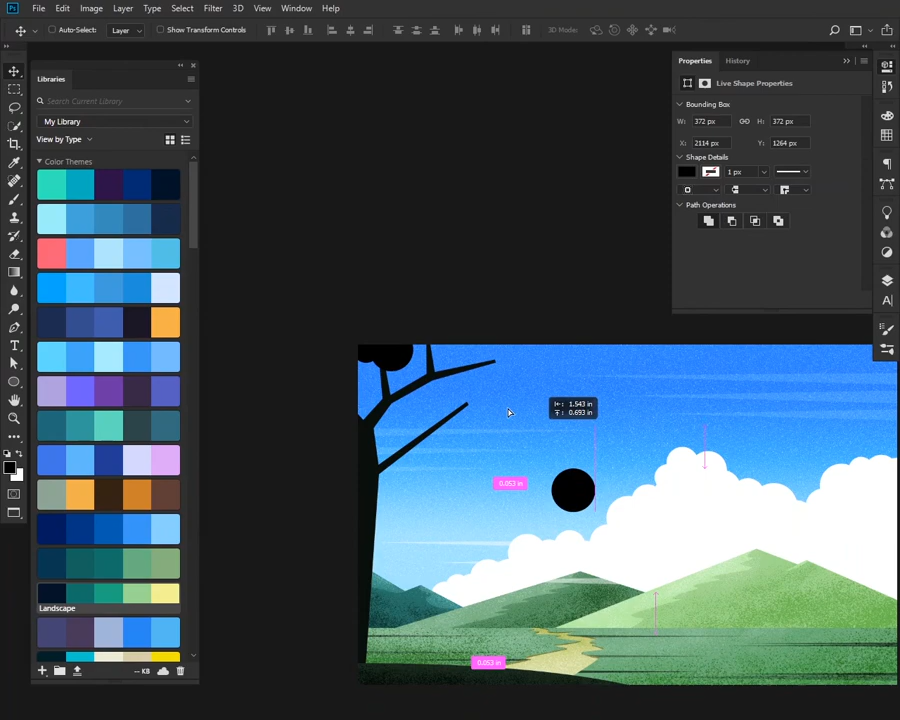 Ps File Edit Image Layer Type Select Filter 3D View Window Help
Auto-Select: Layer Show Transform Controls 3D Mode:
Libraries
Search Current Library
My Library
View by Type
Color Themes
Landscape
-- KB
Properties History
Live Shape Properties
Bounding Box
W: 372 px H: 372 px
X: 2114 px Y: 1264 px
Shape Details
1 px
Path Operations
1.543 in
0.693 in
0.053 in
0.053 in